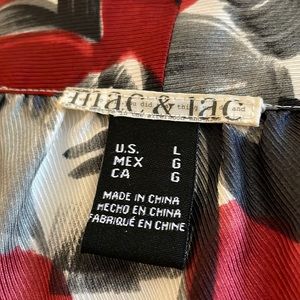 mac & jac
U.S. L
MEX G
CA G
MADE IN CHINA
HECHO EN CHINA
FABRIQUÉ EN CHINE